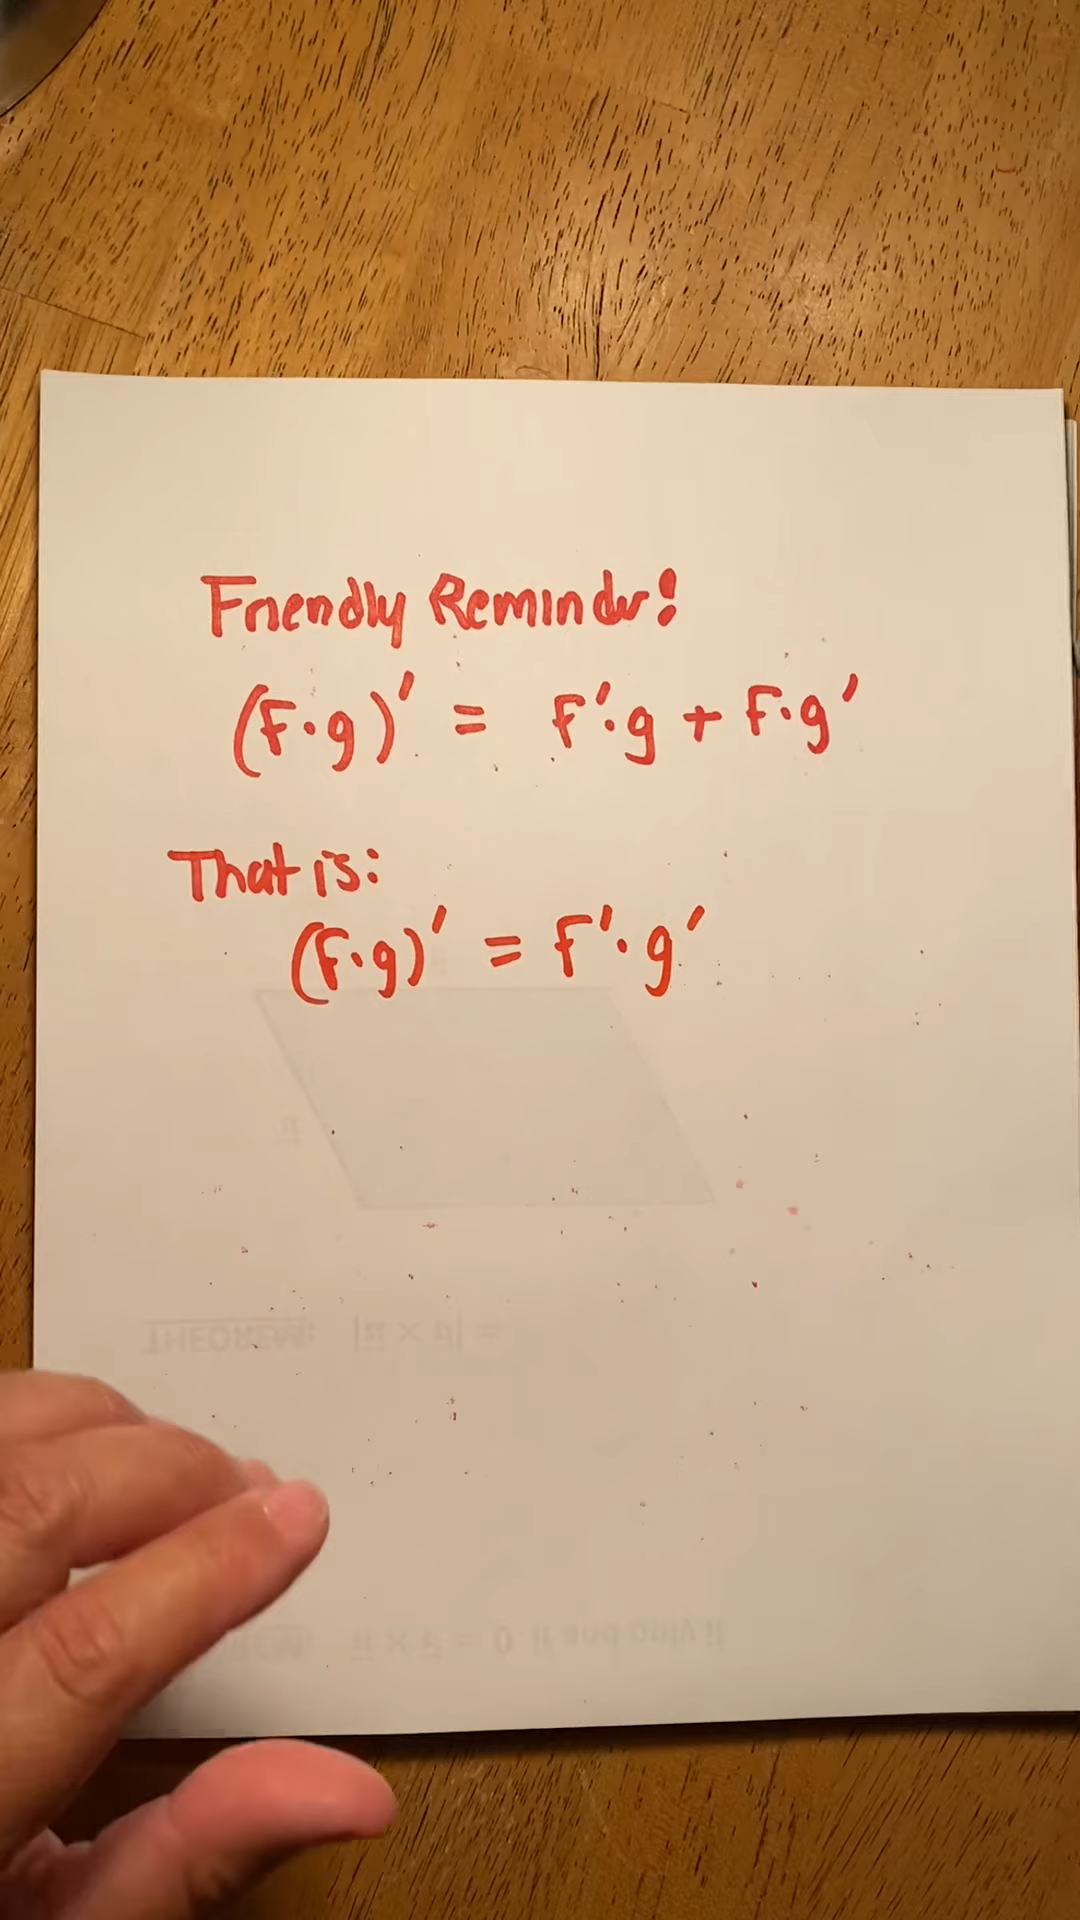 Friendly Reminder!
(f·g)′ = f′·g + f·g′
That is:
(f·g)′ = f′·g′